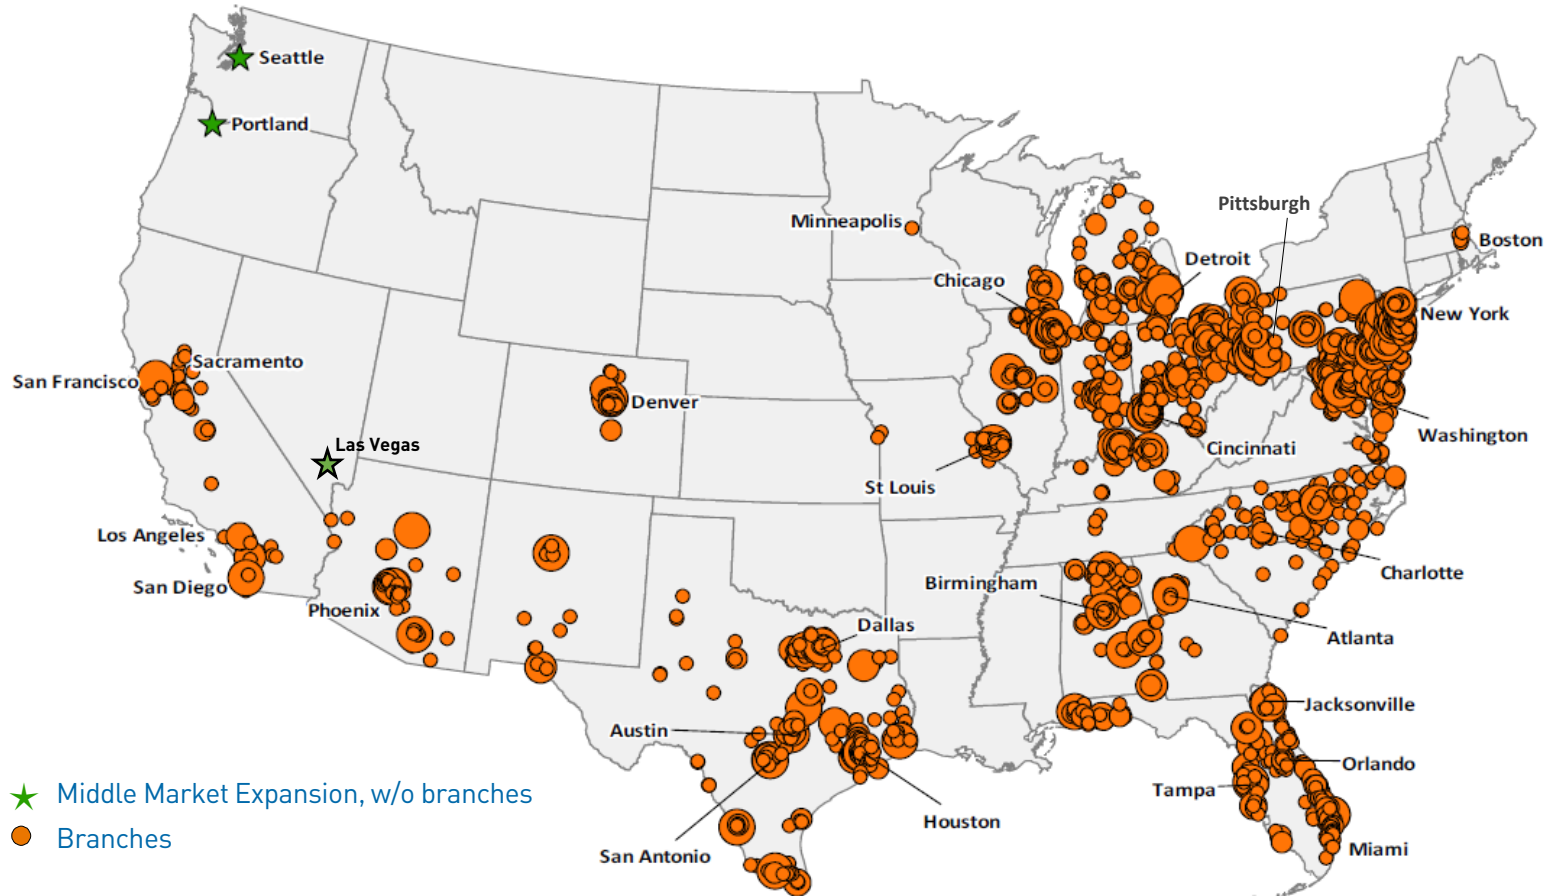 Seattle
Portland
Pittsburgh
Minneapolis
Boston
Detroit
Chicago
New York
Sacramento
San Francisco
Denver
Washington
Las Vegas
Cincinnati
St Louis
Los Angeles
Charlotte
San Diego
Birmingham
Phoenix
Dallas
Atlanta
Jacksonville
Austin
Orlando
Tampa
Middle Market Expansion, w/o branches
Houston
Branches
Miami
San Antonio